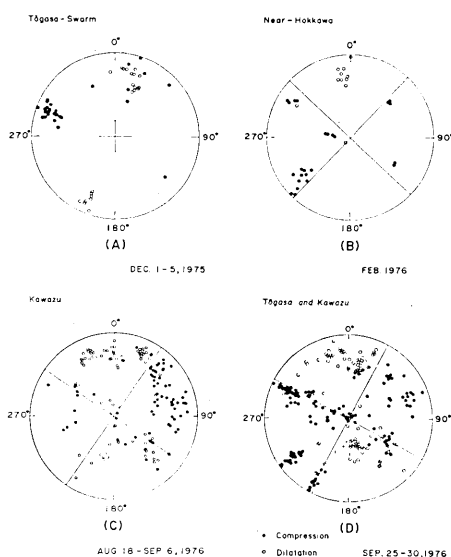 Tōgasa-Swarm
0°
270°
90°
180°
(A)
DEC. 1-5, 1975
Near-Hokkawa
0°
270°
90°
180°
(B)
FEB. 1976
Kawazu
0°
270°
90°
180°
(C)
AUG 18-SEP 6, 1976
Tōgasa and Kawazu
0°
270°
90°
180°
(D)
• Compression
○ Dilatation
SEP. 25-30, 1976